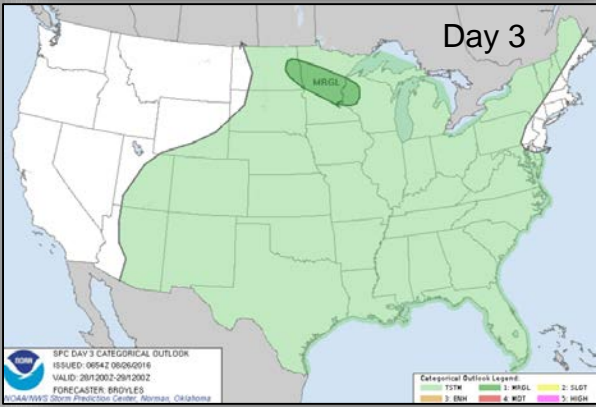 Day 3
MRGL
SPC DAY 3 CATEGORICAL OUTLOOK
ISSUED: 0654Z 08/26/2016
VALID: 28/1200Z-29/1200Z
FORECASTER: BROYLES
NOAA/NWS Storm Prediction Center, Norman, Oklahoma
NOAA
Categorical Outlook Legend:
TSTM 1: MRGL 2: SLGT
3: ENH 4: MDT 5: HIGH